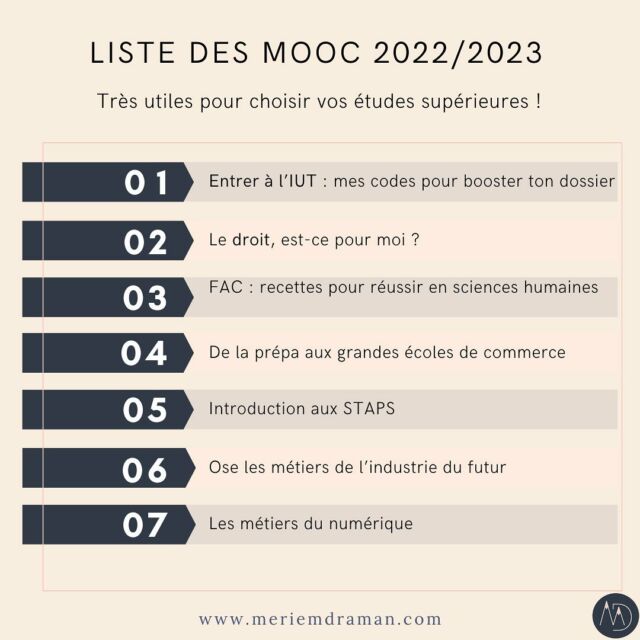 LISTE DES MOOC 2022/2023
Très utiles pour choisir vos études supérieures !
01 Entrer à l’IUT : mes codes pour booster ton dossier
02 Le droit, est-ce pour moi ?
03 FAC : recettes pour réussir en sciences humaines
04 De la prépa aux grandes écoles de commerce
05 Introduction aux STAPS
06 Ose les métiers de l’industrie du futur
07 Les métiers du numérique
www.meriemdraman.com
MD